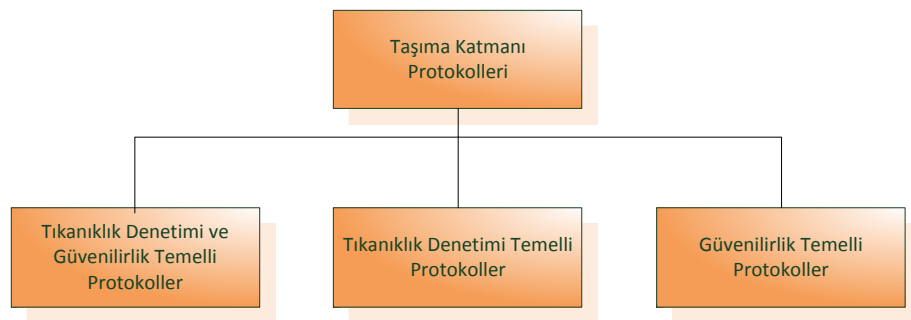 Taşıma Katmanı
Protokolleri
Tıkanıklık Denetimi ve
Güvenilirlik Temelli
Protokoller
Tıkanıklık Denetimi Temelli
Protokoller
Güvenilirlik Temelli
Protokoller